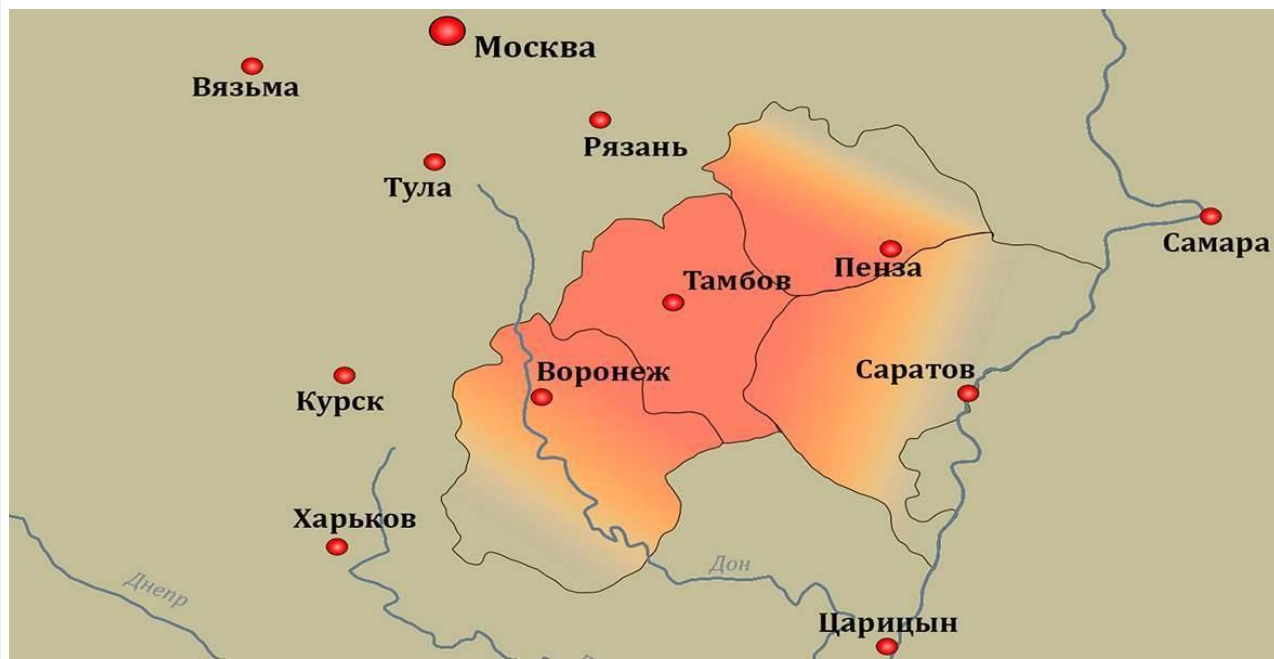 Москва
Вязьма
Рязань
Тула
Самара
Пенза
Тамбов
Воронеж
Саратов
Курск
Харьков
Дон
Днепр
Царицын